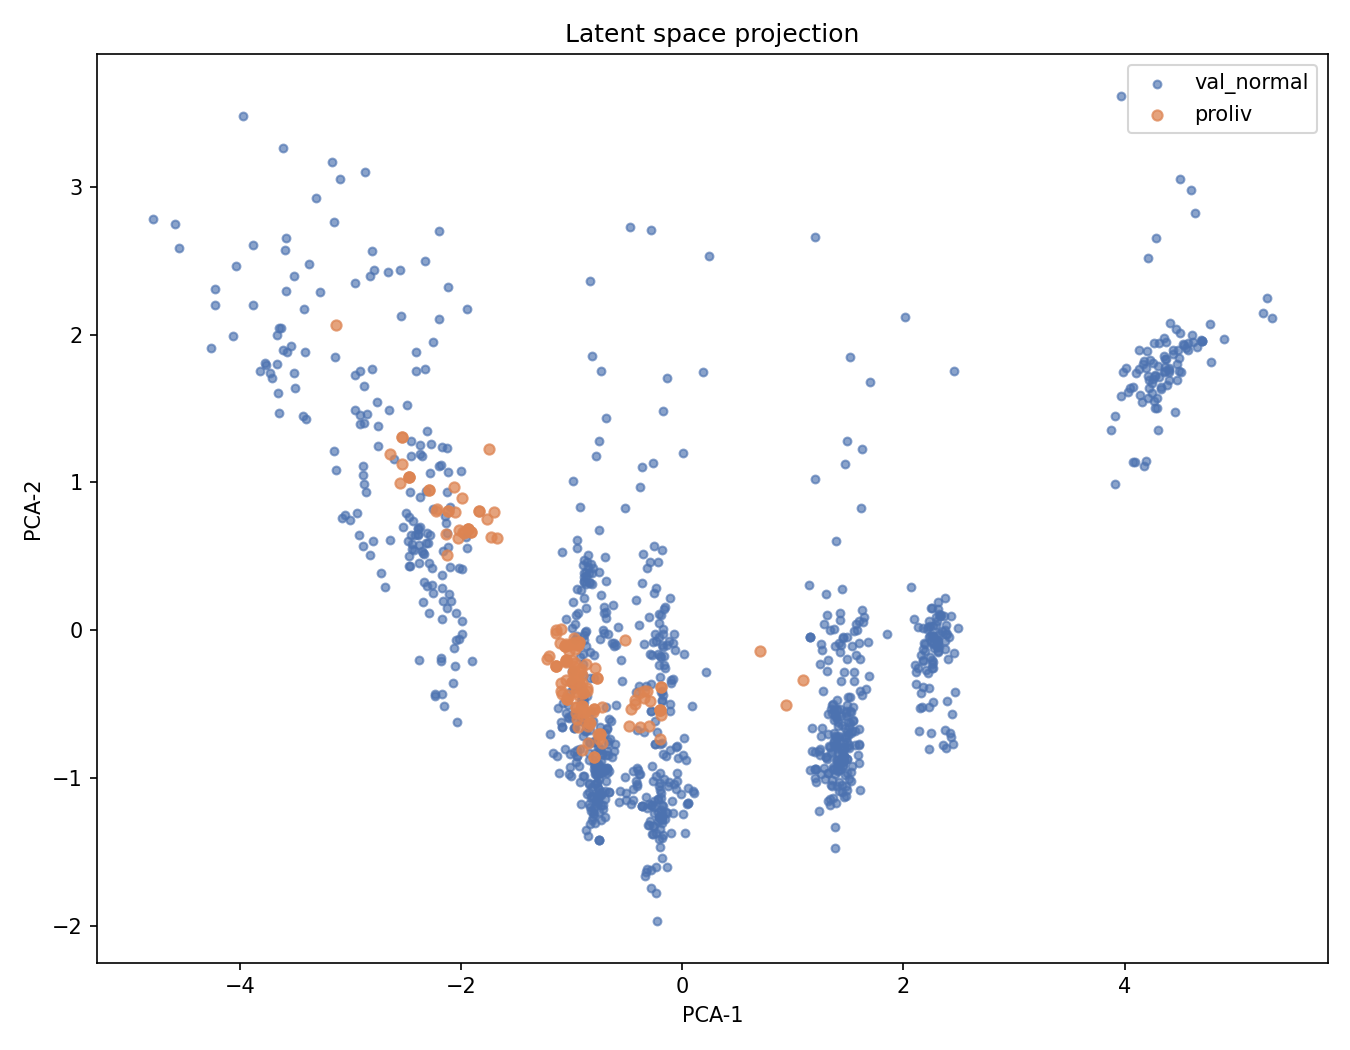 Latent space projection
val_normal
proliv
3
2
1
0
−1
−2
PCA-2
−4
−2
0
2
4
PCA-1